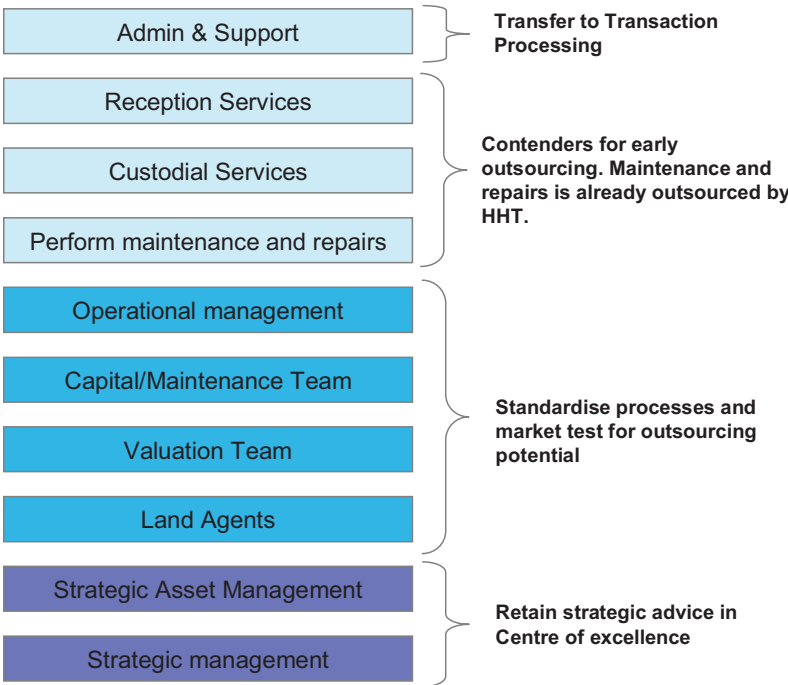 Admin & Support
Transfer to Transaction
Processing
Reception Services
Custodial Services
Perform maintenance and repairs
Contenders for early
outsourcing. Maintenance and
repairs is already outsourced by
HHT.
Operational management
Capital/Maintenance Team
Valuation Team
Land Agents
Standardise processes and
market test for outsourcing
potential
Strategic Asset Management
Strategic management
Retain strategic advice in
Centre of excellence